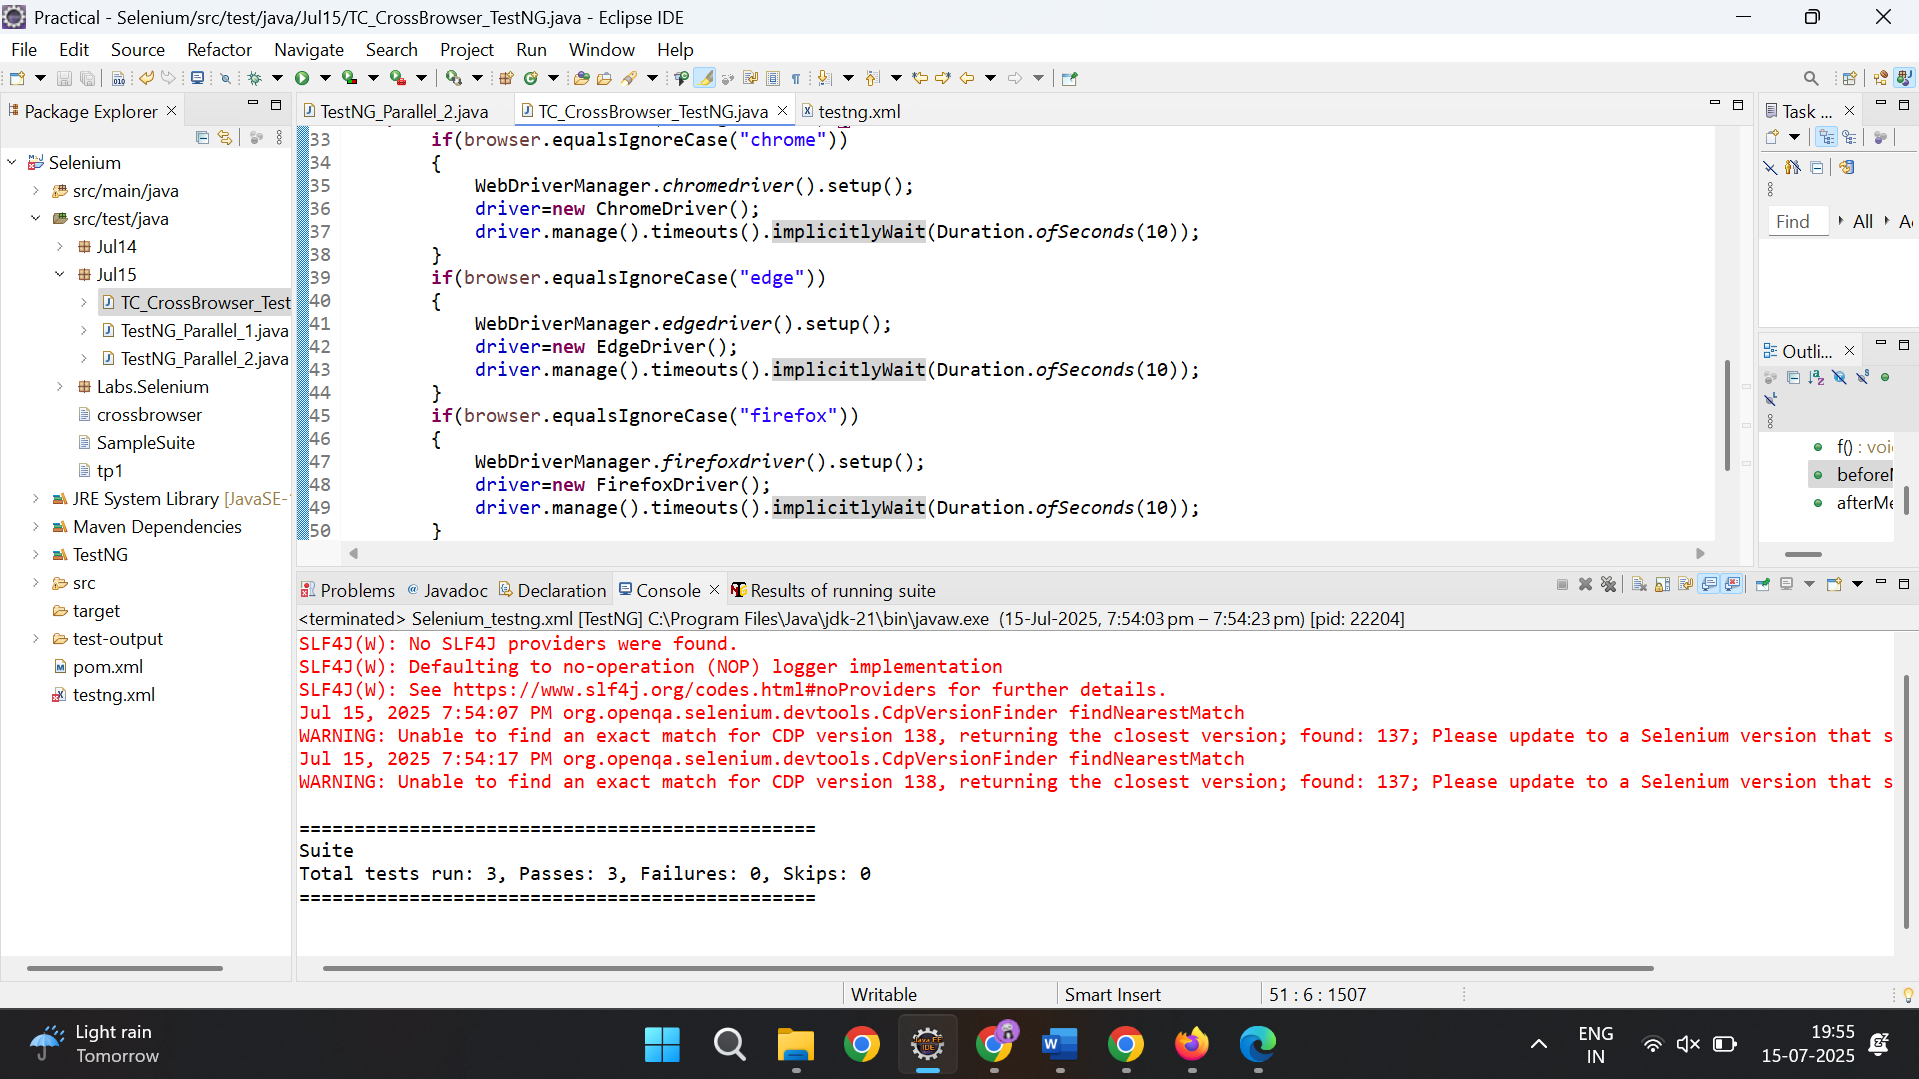 Practical - Selenium/src/test/java/Jul15/TC_CrossBrowser_TestNG.java - Eclipse IDE
File Edit Source Refactor Navigate Search Project Run Window Help
Package Explorer
Selenium
src/main/java
src/test/java
Jul14
Jul15
TC_CrossBrowser_Test
TestNG_Parallel_1.java
TestNG_Parallel_2.java
Labs.Selenium
crossbrowser
SampleSuite
tp1
JRE System Library [JavaSE-
Maven Dependencies
TestNG
src
target
test-output
pom.xml
testng.xml
TestNG_Parallel_2.java TC_CrossBrowser_TestNG.java testng.xml
33 if(browser.equalsIgnoreCase("chrome"))
34 {
35 WebDriverManager.chromedriver().setup();
36 driver=new ChromeDriver();
37 driver.manage().timeouts().implicitlyWait(Duration.ofSeconds(10));
38 }
39 if(browser.equalsIgnoreCase("edge"))
40 {
41 WebDriverManager.edgedriver().setup();
42 driver=new EdgeDriver();
43 driver.manage().timeouts().implicitlyWait(Duration.ofSeconds(10));
44 }
45 if(browser.equalsIgnoreCase("firefox"))
46 {
47 WebDriverManager.firefoxdriver().setup();
48 driver=new FirefoxDriver();
49 driver.manage().timeouts().implicitlyWait(Duration.ofSeconds(10));
50 }
Task ...
Find All Ac
Outli...
f() : voi
beforeM
afterMe
Problems Javadoc Declaration Console Results of running suite
<terminated> Selenium_testng.xml [TestNG] C:\Program Files\Java\jdk-21\bin\javaw.exe (15-Jul-2025, 7:54:03 pm – 7:54:23 pm) [pid: 22204]
SLF4J(W): No SLF4J providers were found.
SLF4J(W): Defaulting to no-operation (NOP) logger implementation
SLF4J(W): See https://www.slf4j.org/codes.html#noProviders for further details.
Jul 15, 2025 7:54:07 PM org.openqa.selenium.devtools.CdpVersionFinder findNearestMatch
WARNING: Unable to find an exact match for CDP version 138, returning the closest version; found: 137; Please update to a Selenium version that s
Jul 15, 2025 7:54:17 PM org.openqa.selenium.devtools.CdpVersionFinder findNearestMatch
WARNING: Unable to find an exact match for CDP version 138, returning the closest version; found: 137; Please update to a Selenium version that s
===============================================
Suite
Total tests run: 3, Passes: 3, Failures: 0, Skips: 0
===============================================
Writable Smart Insert 51 : 6 : 1507
Light rain
Tomorrow
ENG
IN
19:55
15-07-2025